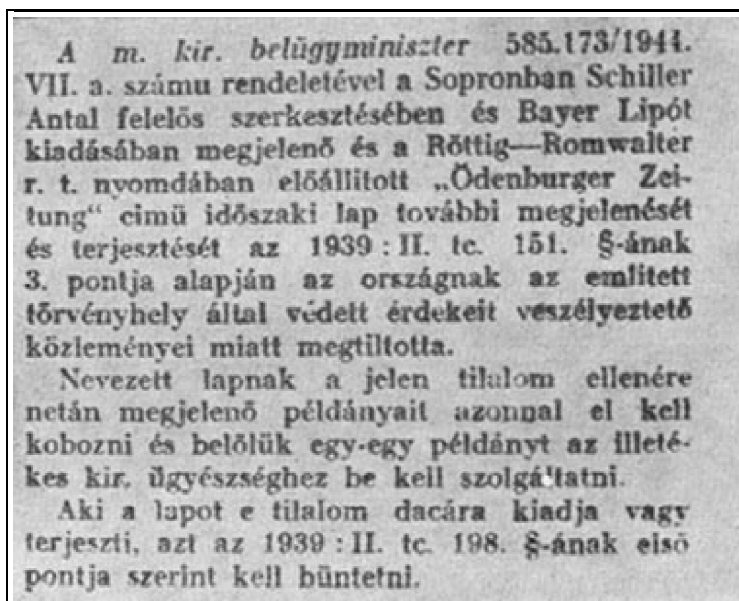 A m. kir. belügyminiszter 585.173/1944.
VII. a. számu rendeletével a Sopronban Schiller
Antal felelős szerkesztésében és Bayer Lipót
kiadásában megjelenő és a Röttig—Romwalter
r. t. nyomdában előállitott „Ödenburger Zei-
tung“ cimü időszaki lap további megjelenését
és terjesztését az 1939 : II. tc. 151. §-ának
3. pontja alapján az országnak az emlitett
törvényhely által védett érdekeit veszélyeztető
közleményei miatt megtiltotta.
Nevezett lapnak a jelen tilalom ellenére
netán megjelenő példányait azonnal el kell
kobozni és belőlük egy-egy példányt az illeté-
kes kir. ügyészséghez be kell szolgáltatni.
Aki a lapot e tilalom dacára kiadja vagy
terjeszti, azt az 1939 : II. tc. 198. §-ának első
pontja szerint kell büntetni.